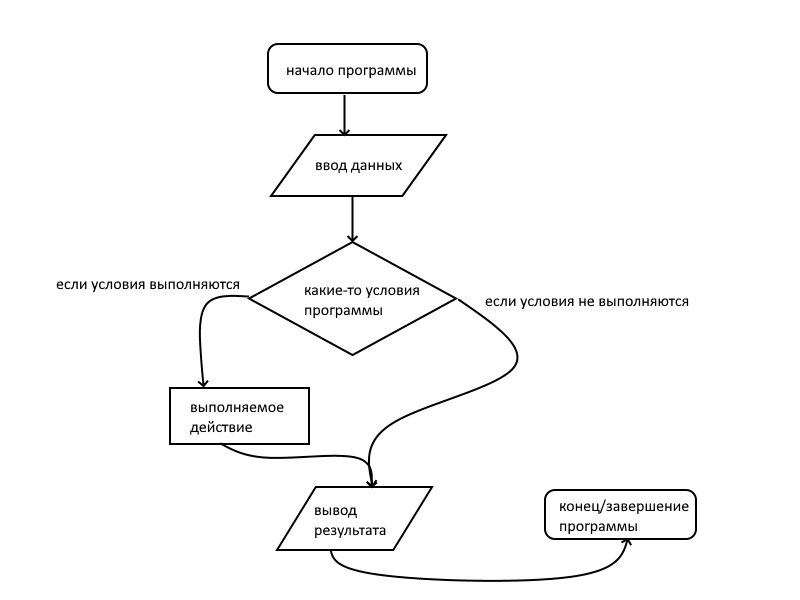 начало программы
ввод данных
если условия выполняются
какие-то условия
программы
если условия не выполняются
выполняемое
действие
вывод
результата
конец/завершение
программы